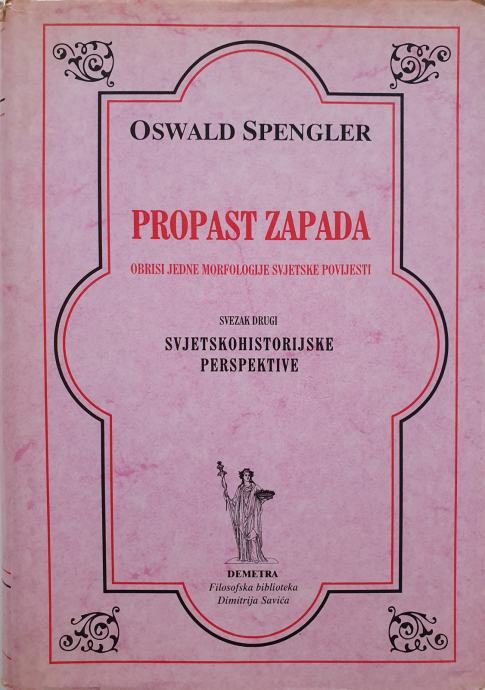 OSWALD SPENGLER
PROPAST ZAPADA
OBRISI JEDNE MORFOLOGIJE SVJETSKE POVIJESTI
SVEZAK DRUGI
SVJETSKOHISTORIJSKE
PERSPEKTIVE
DEMETRA
Filosofska biblioteka
Dimitrija Savića